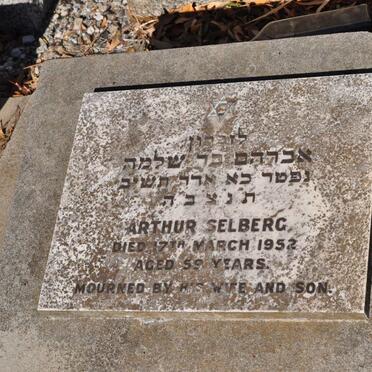 לזכרון
אברהם בר שלמה
נפטר כא אדר תשיב
תנצבה
ARTHUR SELBERG.
DIED 17TH MARCH 1952
AGED 59 YEARS.
MOURNED BY HIS WIFE AND SON.